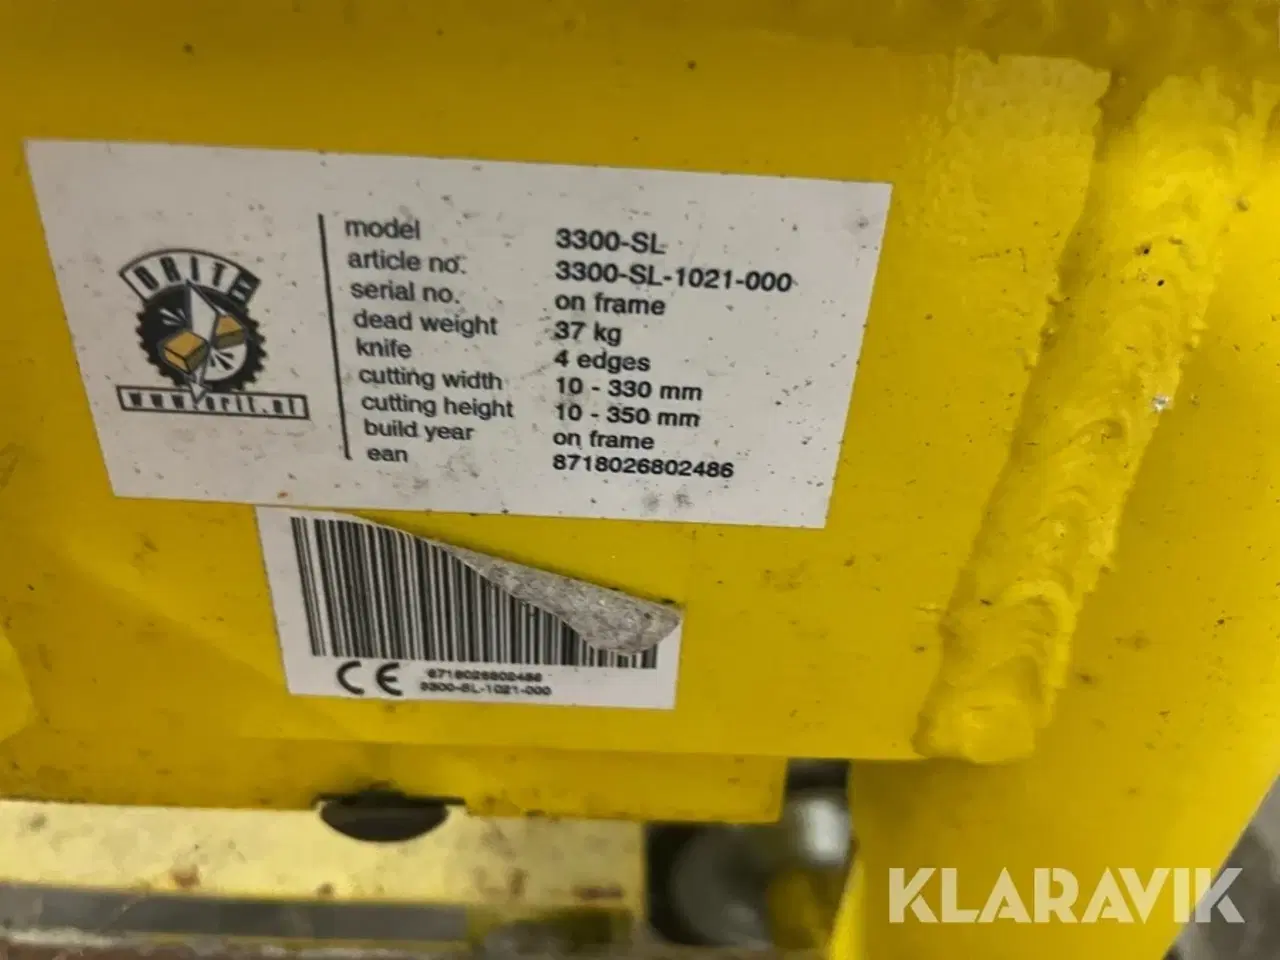 ORIT
www.orit.nl
model 3300-SL
article no. 3300-SL-1021-000
serial no. on frame
dead weight 37 kg
knife 4 edges
cutting width 10 - 330 mm
cutting height 10 - 350 mm
build year on frame
ean 8718026802486
CE 8718026802486
3300-SL-1021-000
KLARAVIK